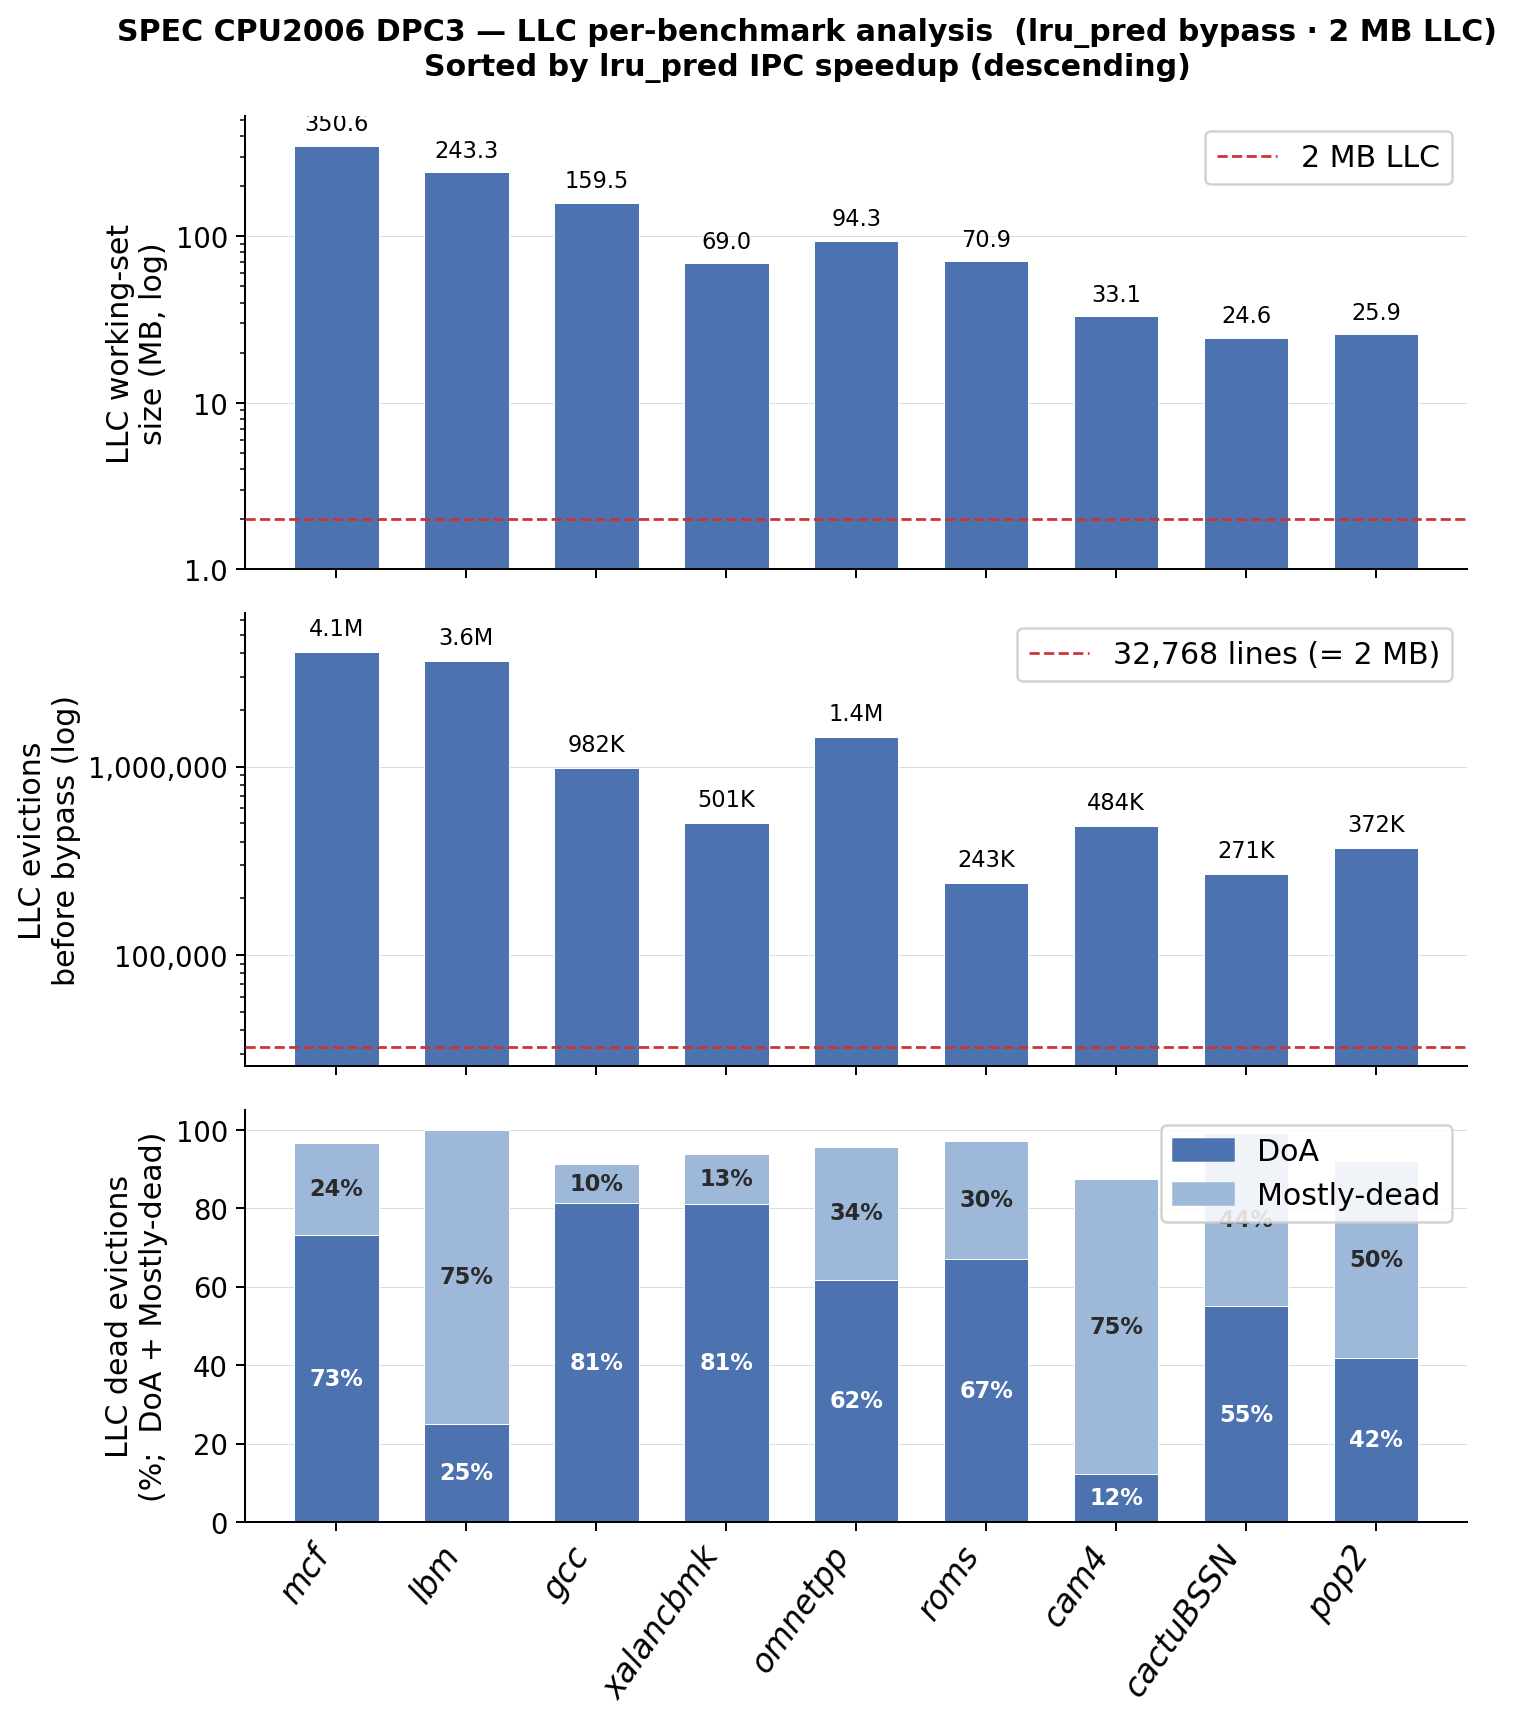 SPEC CPU2006 DPC3 — LLC per-benchmark analysis  (lru_pred bypass · 2 MB LLC)
Sorted by lru_pred IPC speedup (descending)
LLC working-set
size (MB, log)
100
10
1.0
350.6
243.3
159.5
69.0
94.3
70.9
33.1
24.6
25.9
2 MB LLC
LLC evictions
before bypass (log)
1,000,000
100,000
4.1M
3.6M
982K
501K
1.4M
243K
484K
271K
372K
32,768 lines (= 2 MB)
LLC dead evictions
(%;  DoA + Mostly-dead)
100
80
60
40
20
0
24%
73%
75%
25%
10%
81%
13%
81%
34%
62%
30%
67%
75%
12%
44%
55%
50%
42%
DoA
Mostly-dead
mcf
lbm
gcc
xalancbmk
omnetpp
roms
cam4
cactuBSSN
pop2